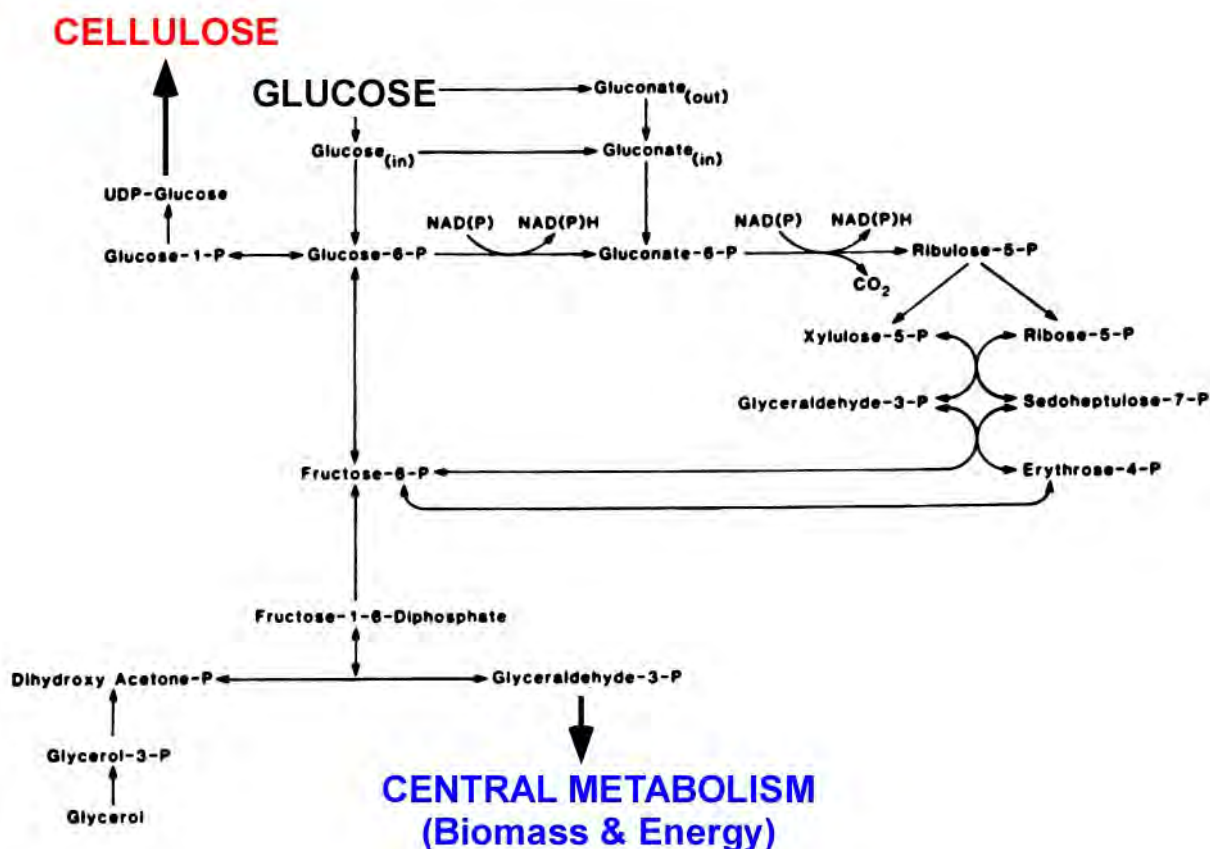 CELLULOSE
GLUCOSE
Gluconate(out)
Glucose(in)
Gluconate(in)
UDP-Glucose
NAD(P)
NAD(P)H
NAD(P)
NAD(P)H
Glucose-1-P
Glucose-6-P
Gluconate-6-P
Ribulose-5-P
CO2
Xylulose-5-P
Ribose-5-P
Glyceraldehyde-3-P
Sedoheptulose-7-P
Fructose-6-P
Erythrose-4-P
Fructose-1-6-Diphosphate
Dihydroxy Acetone-P
Glyceraldehyde-3-P
Glycerol-3-P
Glycerol
CENTRAL METABOLISM
(Biomass & Energy)